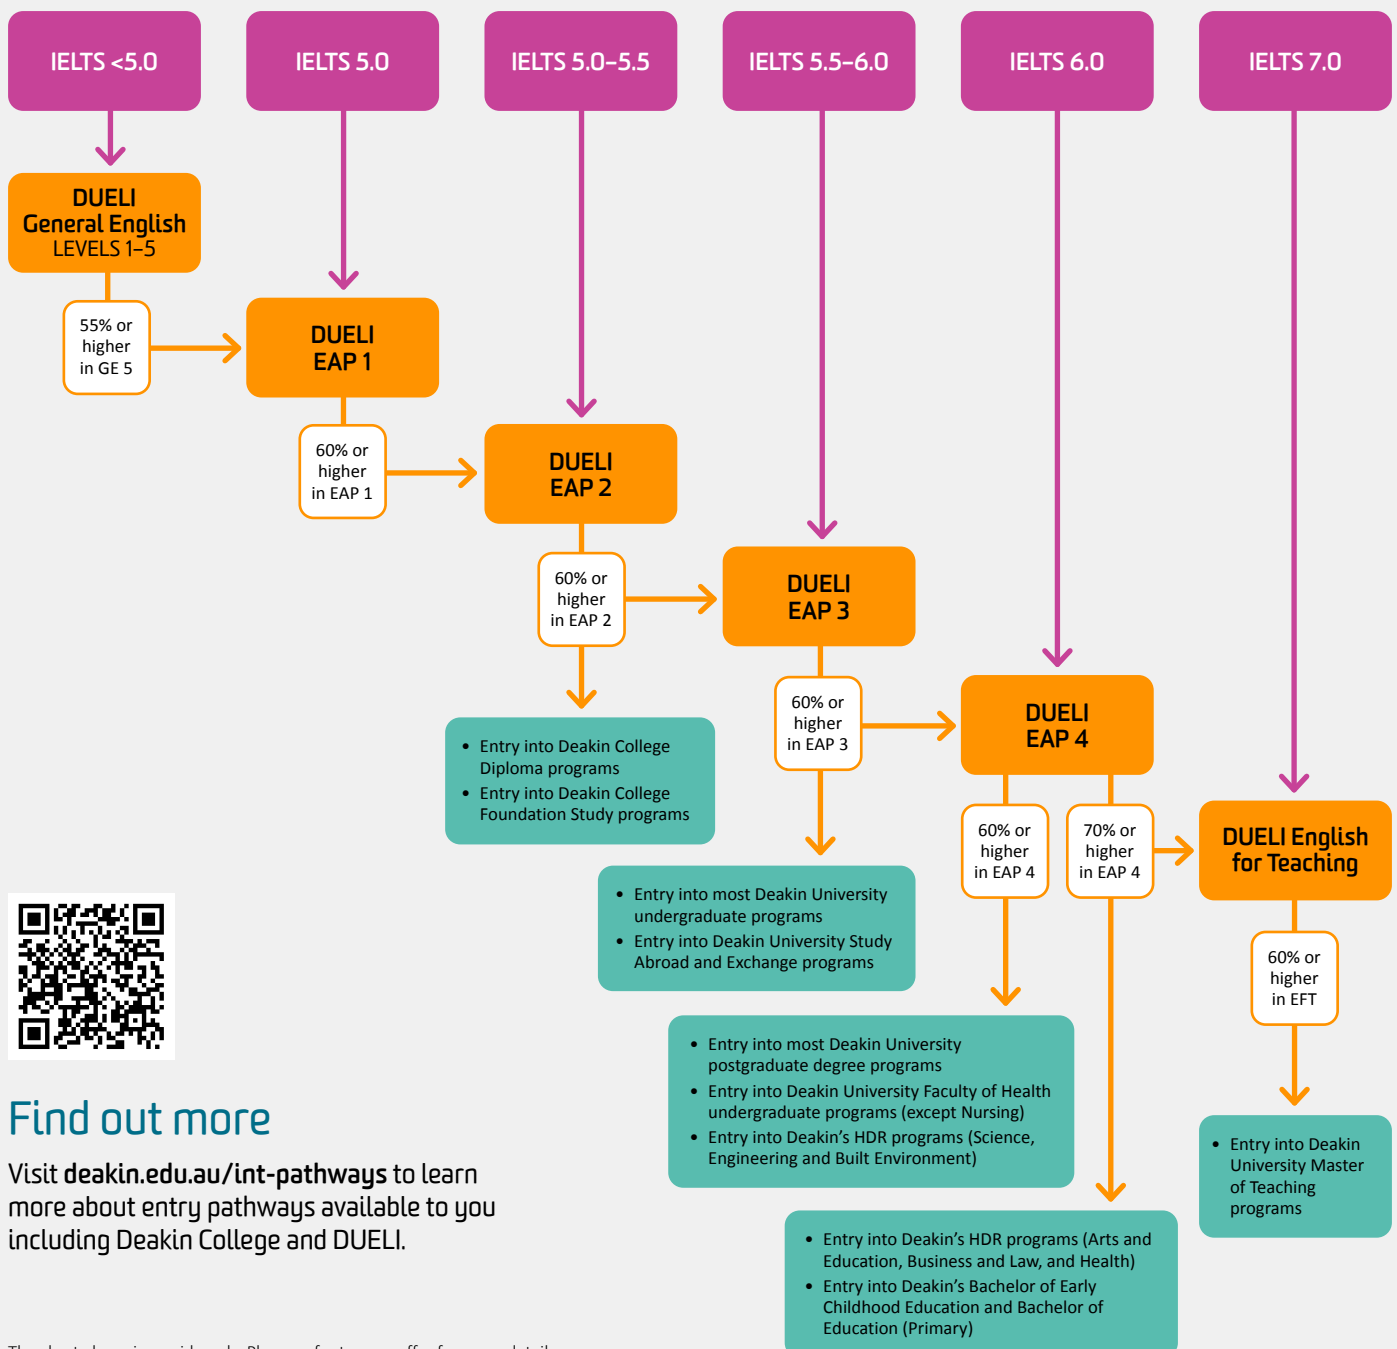 IELTS <5.0
IELTS 5.0
IELTS 5.0–5.5
IELTS 5.5–6.0
IELTS 6.0
IELTS 7.0
DUELI
General English
LEVELS 1–5
55% or
higher
in GE 5
DUELI
EAP 1
60% or
higher
in EAP 1
DUELI
EAP 2
60% or
higher
in EAP 2
DUELI
EAP 3
60% or
higher
in EAP 3
DUELI
EAP 4
• Entry into Deakin College
Diploma programs
• Entry into Deakin College
Foundation Study programs
60% or
higher
in EAP 4
70% or
higher
in EAP 4
DUELI English
for Teaching
• Entry into most Deakin University
undergraduate programs
• Entry into Deakin University Study
Abroad and Exchange programs
60% or
higher
in EFT
• Entry into most Deakin University
postgraduate degree programs
• Entry into Deakin University Faculty of Health
undergraduate programs (except Nursing)
• Entry into Deakin’s HDR programs (Science,
Engineering and Built Environment)
• Entry into Deakin
University Master
of Teaching
programs
• Entry into Deakin’s HDR programs (Arts and
Education, Business and Law, and Health)
• Entry into Deakin’s Bachelor of Early
Childhood Education and Bachelor of
Education (Primary)
Find out more
Visit deakin.edu.au/int-pathways to learn
more about entry pathways available to you
including Deakin College and DUELI.